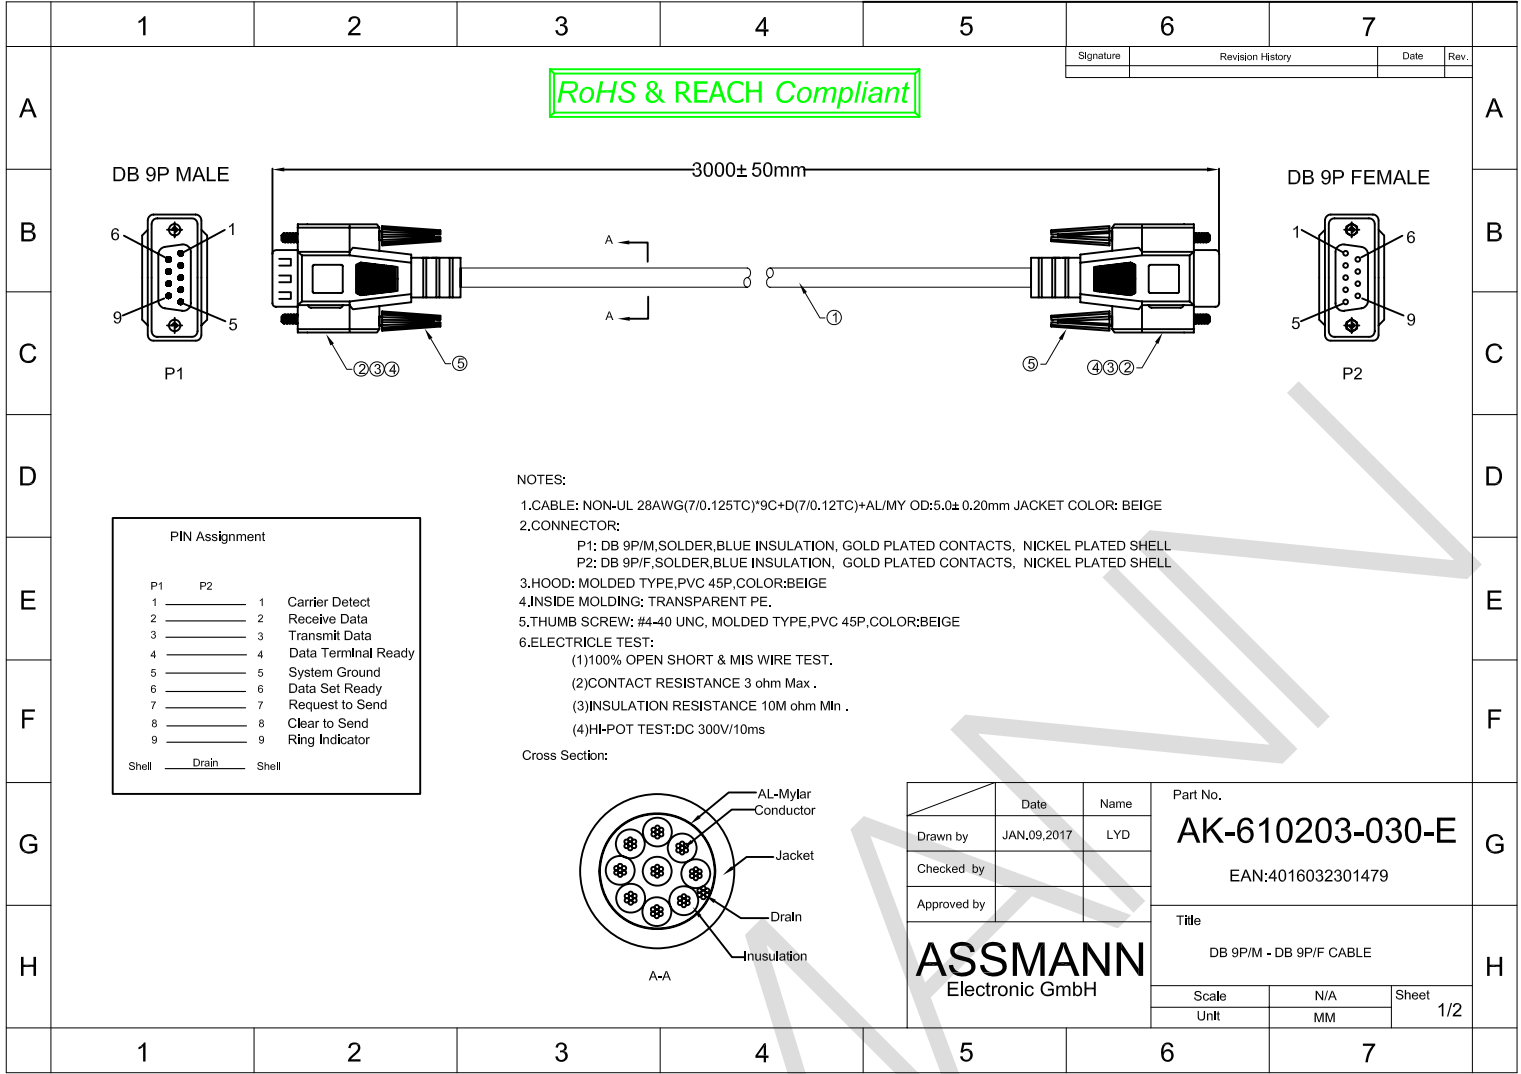 1 2 3 4 5 6 7
Signature Revision History Date Rev.
A A
RoHS & REACH Compliant
DB 9P MALE
3000± 50mm
DB 9P FEMALE
B B
6 1
9 5
P1
A
A
1
2 3 4
5
5
4 3 2
1 6
5 9
P2
C C
D D
NOTES:
1.CABLE: NON-UL 28AWG(7/0.125TC)*9C+D(7/0.12TC)+AL/MY OD:5.0±0.20mm JACKET COLOR: BEIGE
2.CONNECTOR:
P1: DB 9P/M,SOLDER,BLUE INSULATION, GOLD PLATED CONTACTS, NICKEL PLATED SHELL
P2: DB 9P/F,SOLDER,BLUE INSULATION, GOLD PLATED CONTACTS, NICKEL PLATED SHELL
3.HOOD: MOLDED TYPE,PVC 45P,COLOR:BEIGE
4.INSIDE MOLDING: TRANSPARENT PE.
5.THUMB SCREW: #4-40 UNC, MOLDED TYPE,PVC 45P,COLOR:BEIGE
6.ELECTRICLE TEST:
(1)100% OPEN SHORT & MIS WIRE TEST.
(2)CONTACT RESISTANCE 3 ohm Max .
(3)INSULATION RESISTANCE 10M ohm Min .
(4)HI-POT TEST:DC 300V/10ms
PIN Assignment
P1 P2
1 1 Carrier Detect
2 2 Receive Data
3 3 Transmit Data
4 4 Data Terminal Ready
5 5 System Ground
6 6 Data Set Ready
7 7 Request to Send
8 8 Clear to Send
9 9 Ring Indicator
Shell Drain Shell
E E
F F
Cross Section:
AL-Mylar
Conductor
Jacket
Drain
Inusulation
A-A
G G
H H
Date Name
Drawn by JAN.09,2017 LYD
Checked by
Approved by
Part No.
AK-610203-030-E
EAN:4016032301479
ASSMANN
Electronic GmbH
Title
DB 9P/M - DB 9P/F CABLE
Scale N/A
Unit MM
Sheet 1/2
1 2 3 4 5 6 7